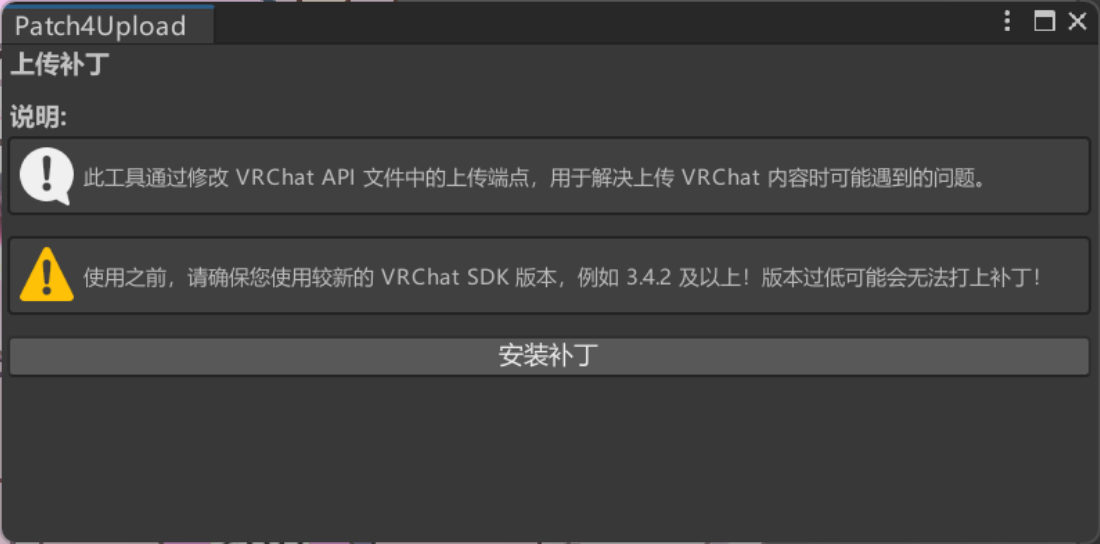 Patch4Upload
上传补丁
说明:
此工具通过修改 VRChat API 文件中的上传端点，用于解决上传 VRChat 内容时可能遇到的问题。
使用之前，请确保您使用较新的 VRChat SDK 版本，例如 3.4.2 及以上！版本过低可能会无法打上补丁！
安装补丁